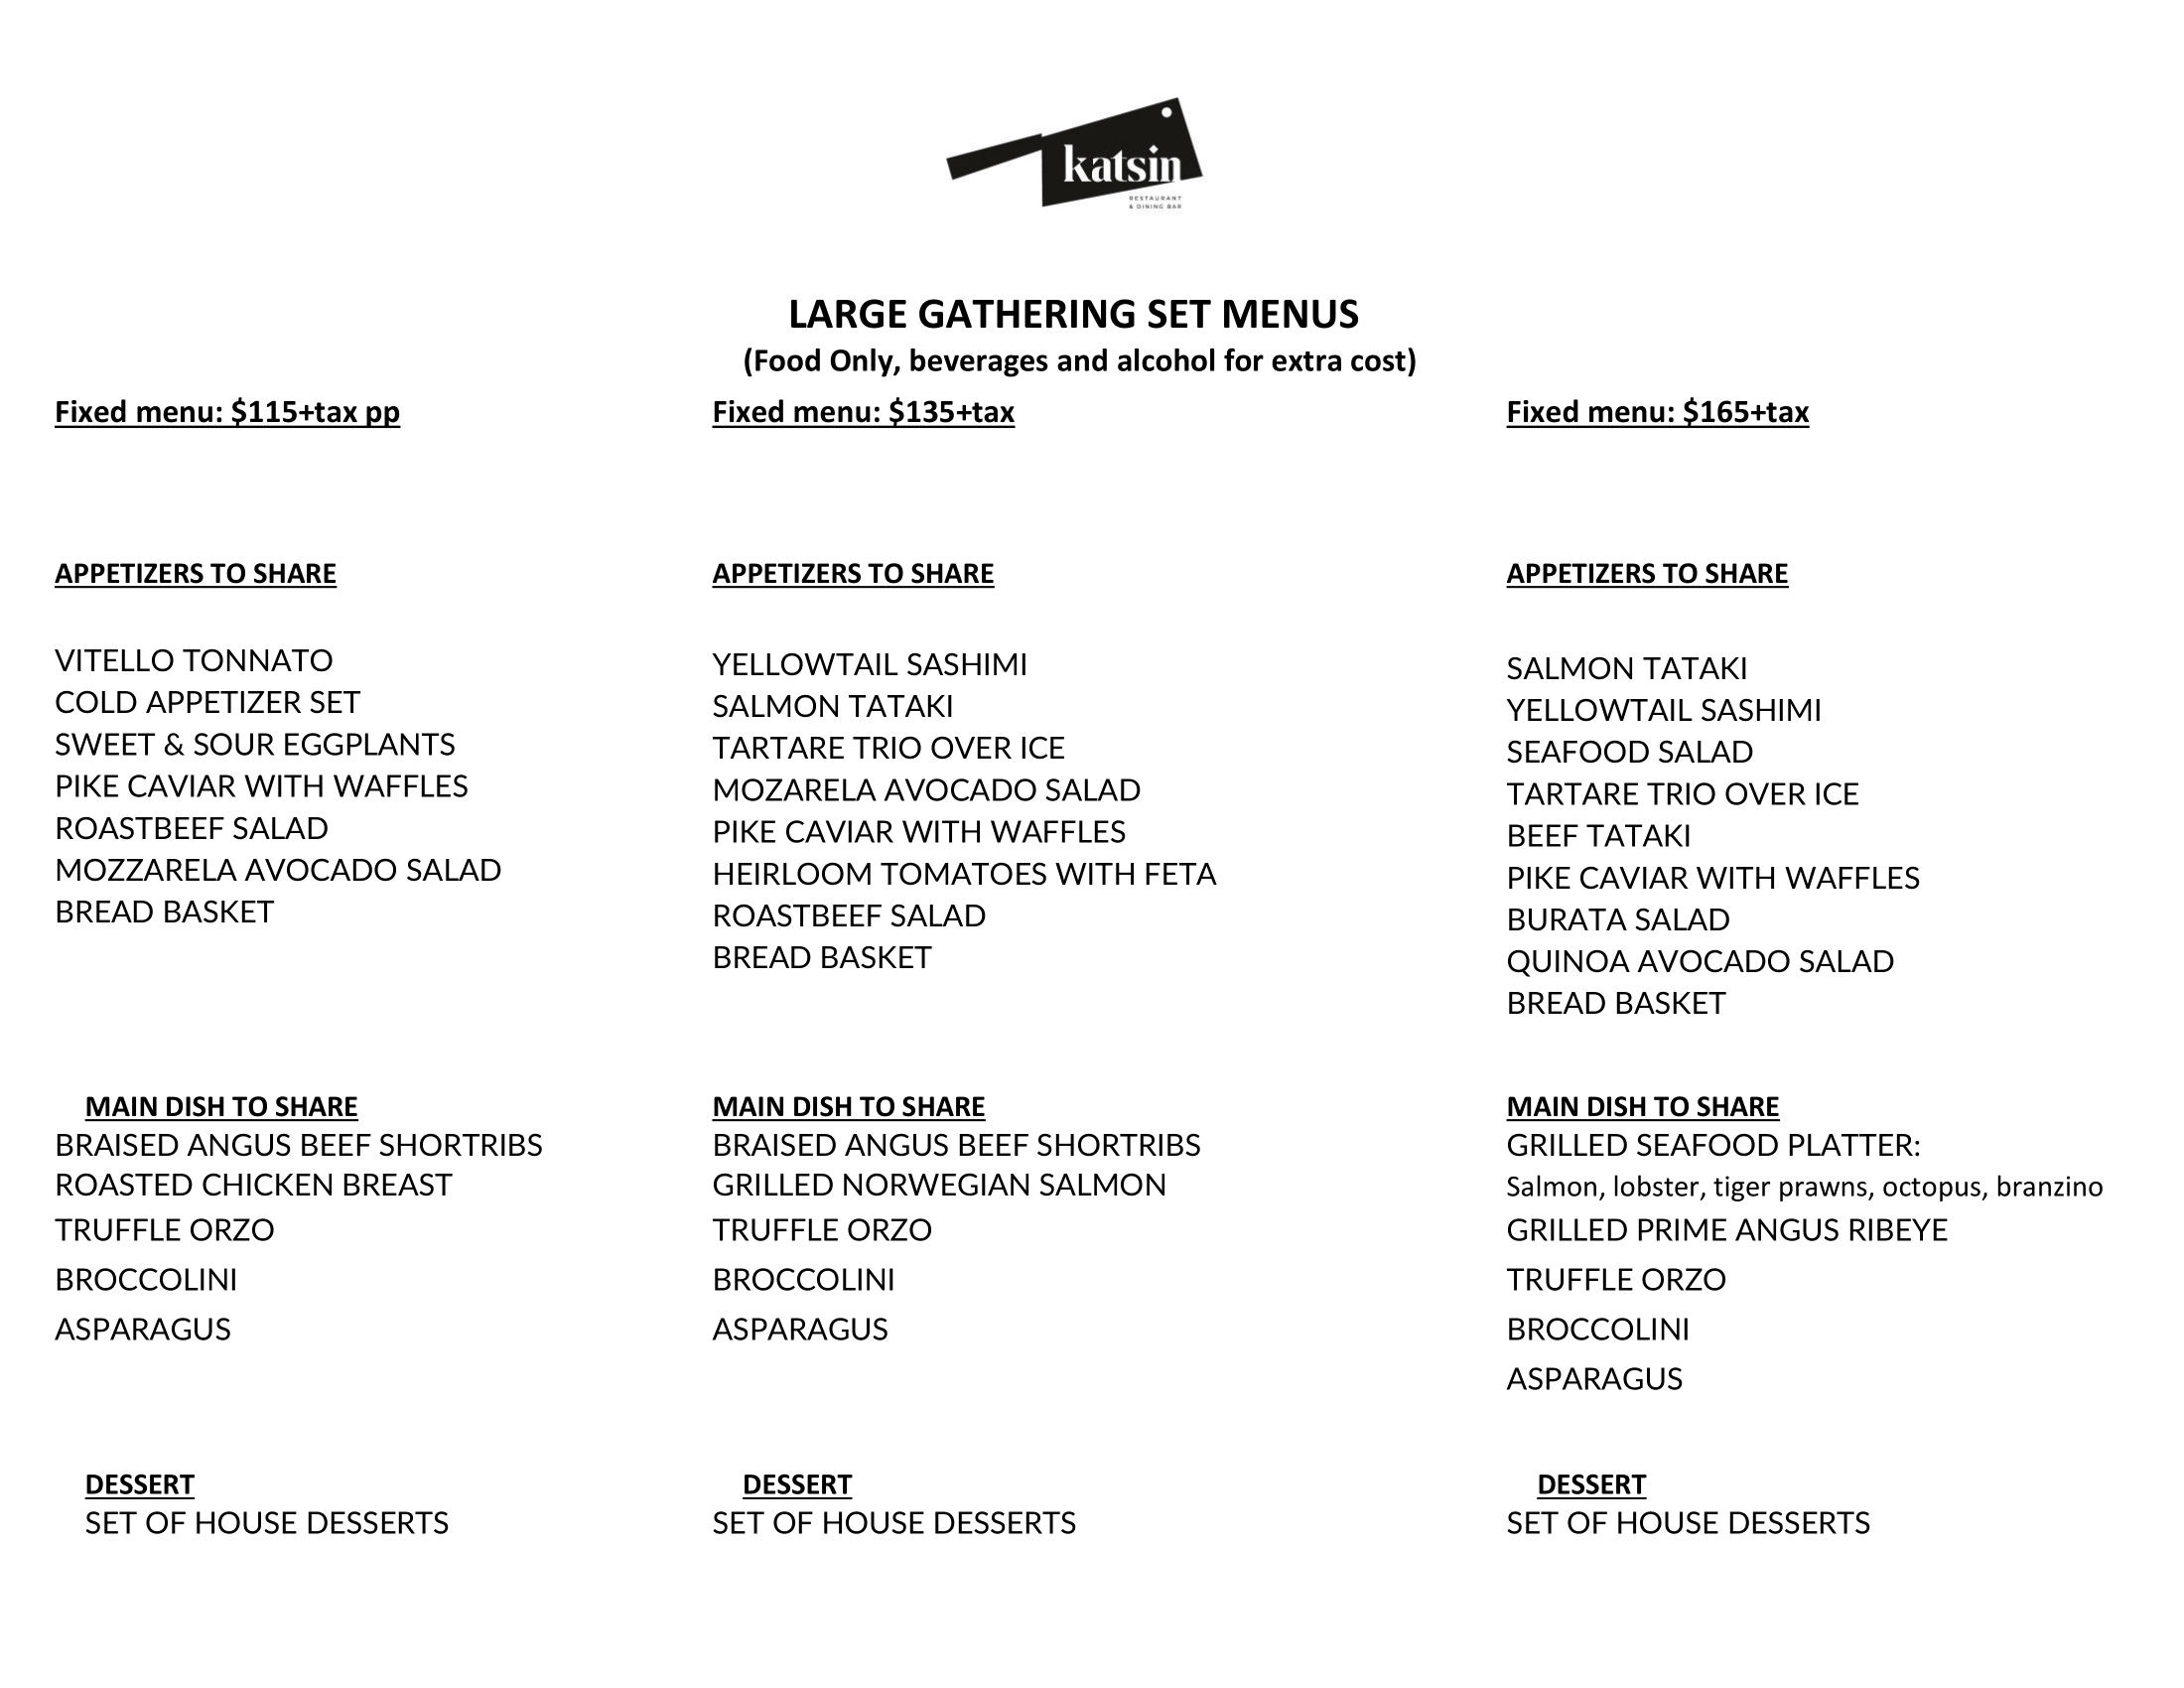 katsin
RESTAURANT
& DINING BAR
LARGE GATHERING SET MENUS
(Food Only, beverages and alcohol for extra cost)
Fixed menu: $115+tax pp
APPETIZERS TO SHARE
VITELLO TONNATO
COLD APPETIZER SET
SWEET & SOUR EGGPLANTS
PIKE CAVIAR WITH WAFFLES
ROASTBEEF SALAD
MOZZARELA AVOCADO SALAD
BREAD BASKET
MAIN DISH TO SHARE
BRAISED ANGUS BEEF SHORTRIBS
ROASTED CHICKEN BREAST
TRUFFLE ORZO
BROCCOLINI
ASPARAGUS
DESSERT
SET OF HOUSE DESSERTS
Fixed menu: $135+tax
APPETIZERS TO SHARE
YELLOWTAIL SASHIMI
SALMON TATAKI
TARTARE TRIO OVER ICE
MOZARELA AVOCADO SALAD
PIKE CAVIAR WITH WAFFLES
HEIRLOOM TOMATOES WITH FETA
ROASTBEEF SALAD
BREAD BASKET
MAIN DISH TO SHARE
BRAISED ANGUS BEEF SHORTRIBS
GRILLED NORWEGIAN SALMON
TRUFFLE ORZO
BROCCOLINI
ASPARAGUS
DESSERT
SET OF HOUSE DESSERTS
Fixed menu: $165+tax
APPETIZERS TO SHARE
SALMON TATAKI
YELLOWTAIL SASHIMI
SEAFOOD SALAD
TARTARE TRIO OVER ICE
BEEF TATAKI
PIKE CAVIAR WITH WAFFLES
BURATA SALAD
QUINOA AVOCADO SALAD
BREAD BASKET
MAIN DISH TO SHARE
GRILLED SEAFOOD PLATTER:
Salmon, lobster, tiger prawns, octopus, branzino
GRILLED PRIME ANGUS RIBEYE
TRUFFLE ORZO
BROCCOLINI
ASPARAGUS
DESSERT
SET OF HOUSE DESSERTS